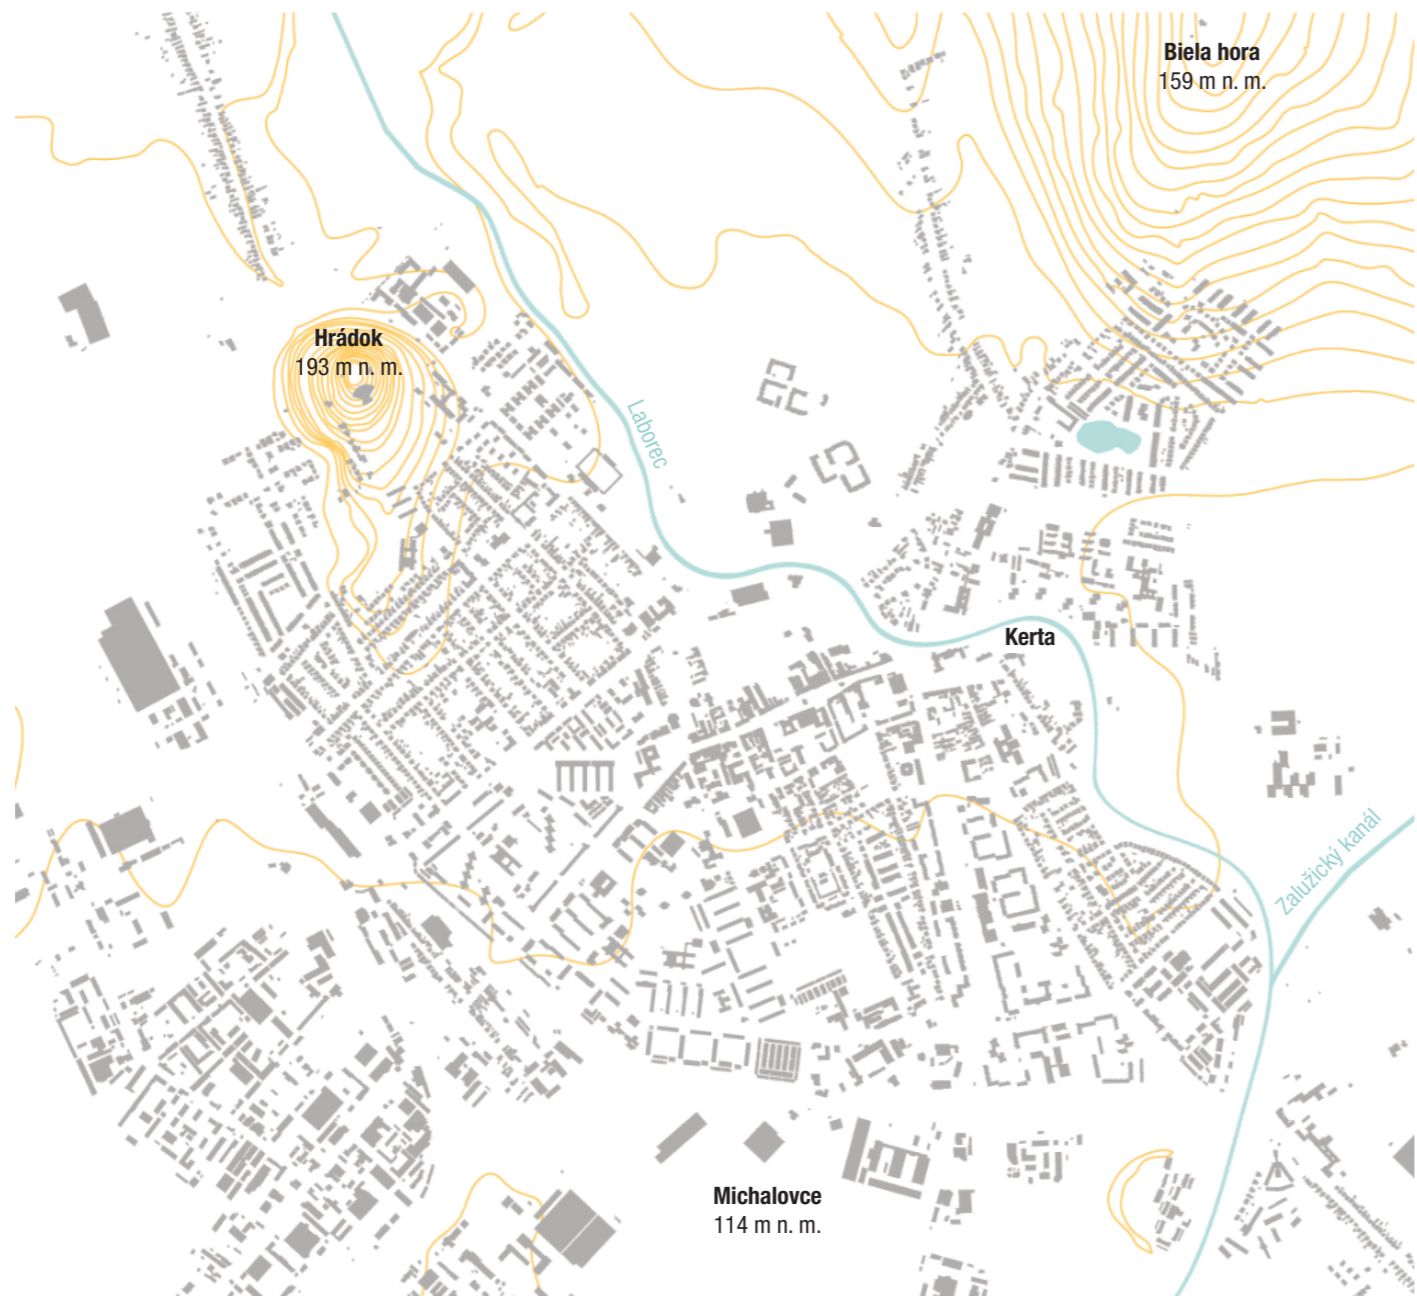 Biela hora
159 m n. m.
Hrádok
193 m n. m.
Laborec
Kerta
Zalužický kanál
Michalovce
114 m n. m.